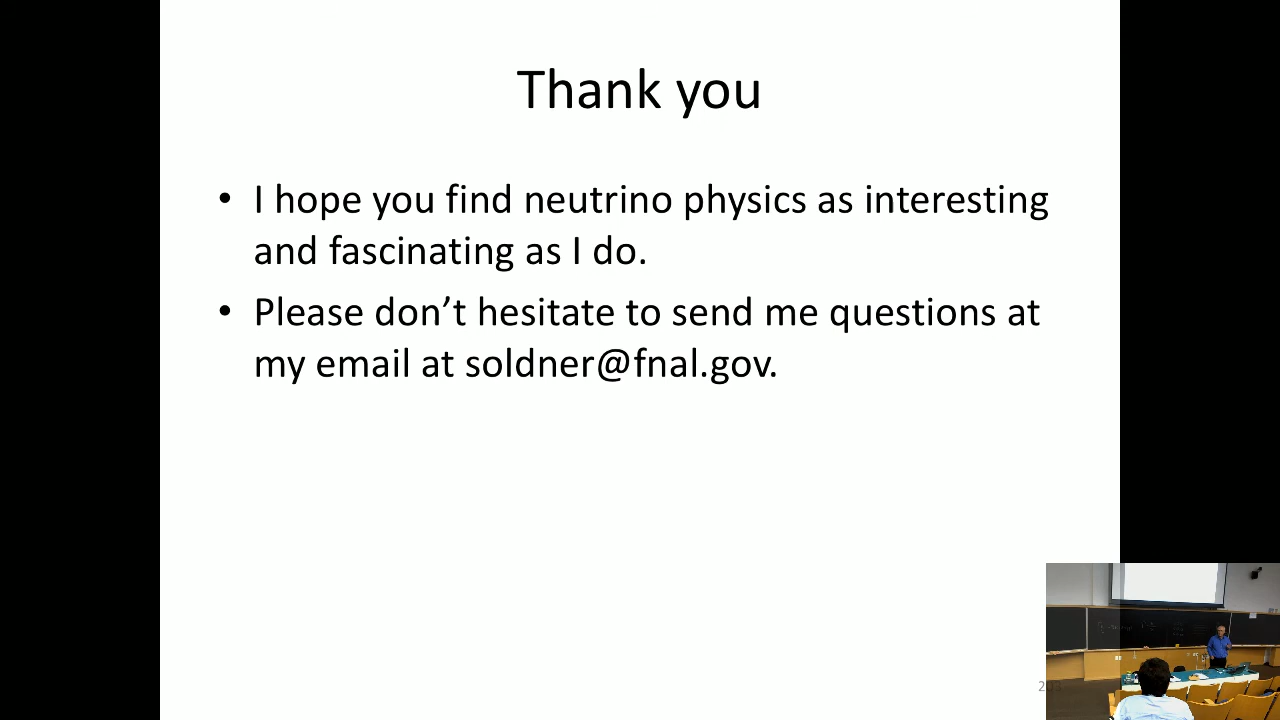 Thank you
• I hope you find neutrino physics as interesting
and fascinating as I do.
• Please don’t hesitate to send me questions at
my email at soldner@fnal.gov.